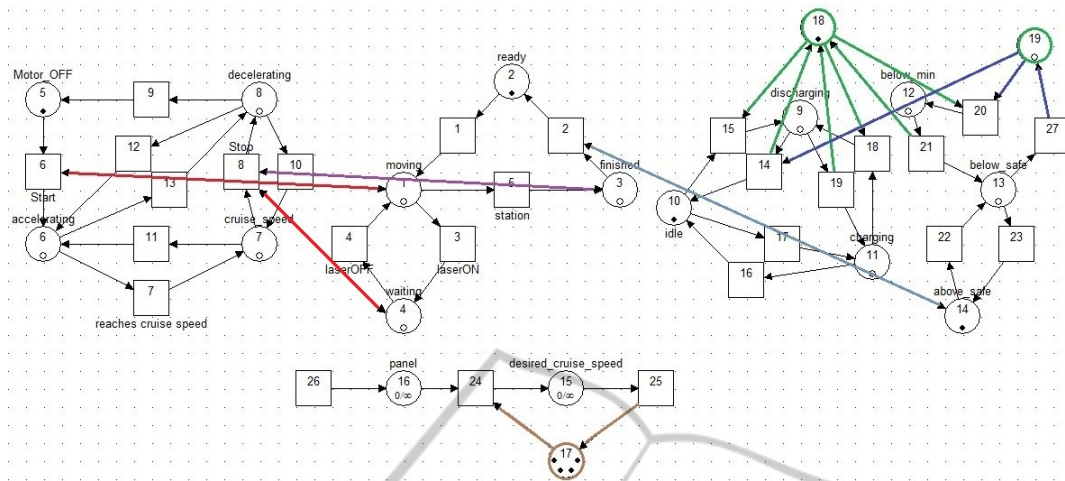 18
19
ready
Motor_OFF
decelerating
2
below_min
5
9
8
discharging
12
9
20
12
1
2
15
27
Stop
moving
finished
14
18
21
below_safe
6
8
10
13
1
5
3
19
13
Start
station
accelerating
cruise_speed
10
6
11
7
4
3
idle
17
charging
22
23
11
laserOFF
laserON
16
7
waiting
above_safe
reaches cruise speed
4
14
panel
desired_cruise_speed
26
16
24
15
25
0/∞
0/∞
17